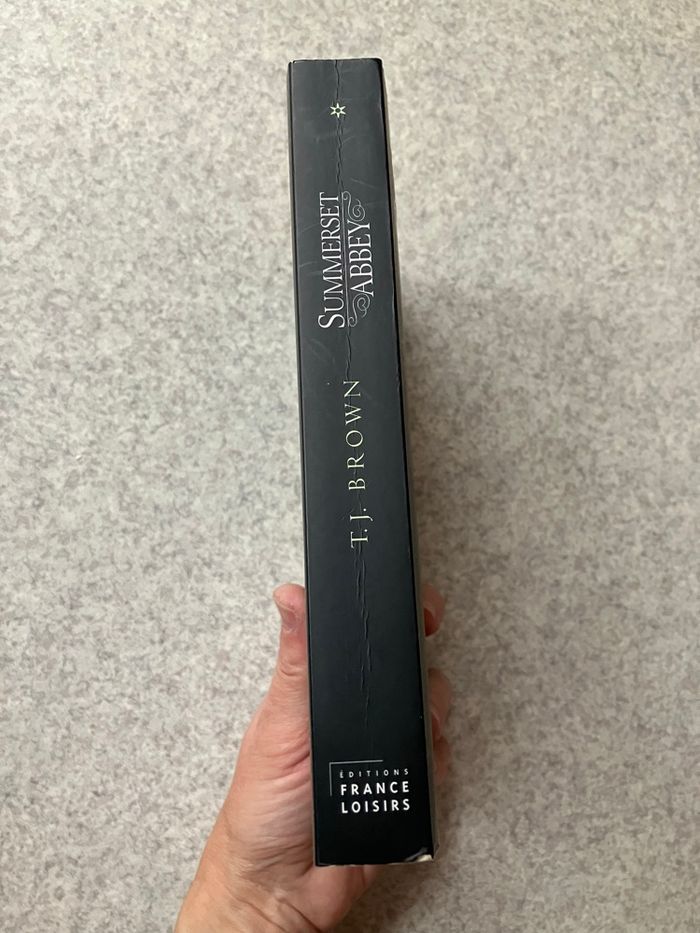 SUMMERSET
ABBEY
T.J. BROWN
ÉDITIONS
FRANCE
LOISIRS